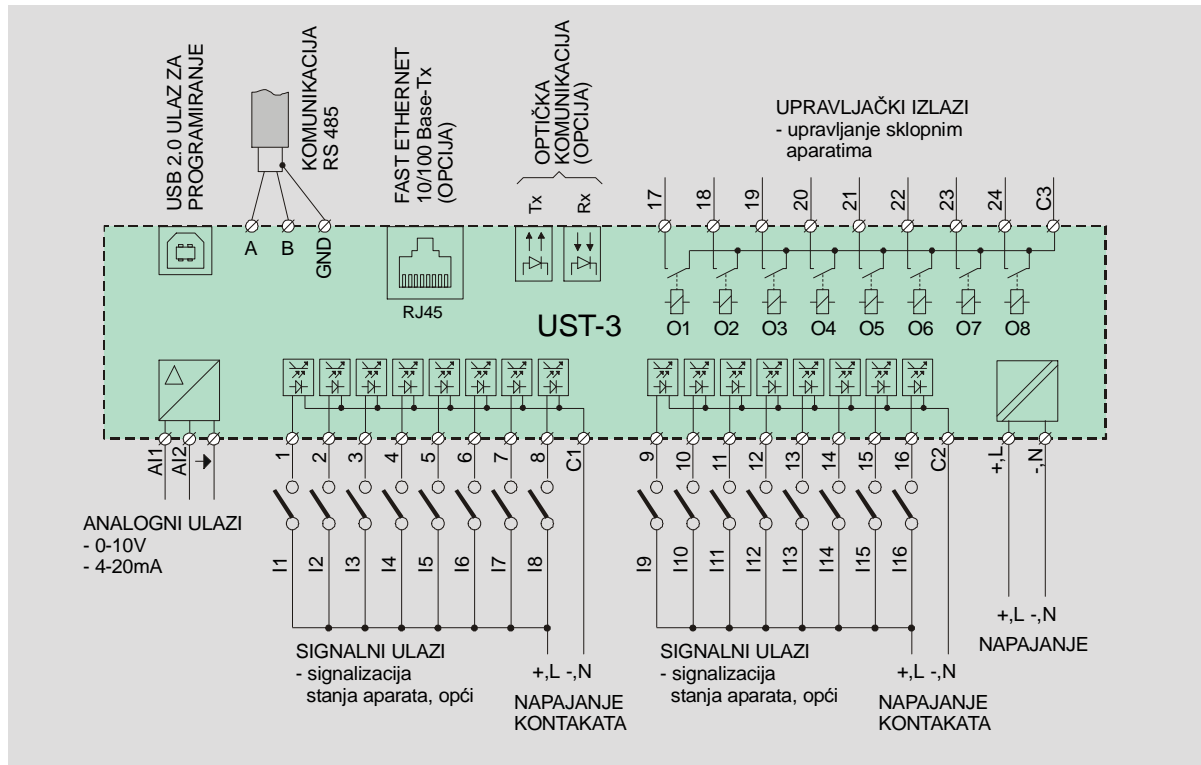 USB 2.0 ULAZ ZA
PROGRAMIRANJE
KOMUNIKACIJA
RS 485
FAST ETHERNET
10/100 Base-Tx
(OPCIJA)
OPTIČKA
KOMUNIKACIJA
(OPCIJA)
UPRAVLJAČKI IZLAZI
- upravljanje sklopnim
aparatima
Tx
Rx
17
18
19
20
21
22
23
24
C3
A
B
GND
RJ45
UST-3
O1
O2
O3
O4
O5
O6
O7
O8
AI1
AI2
1
2
3
4
5
6
7
8
C1
9
10
11
12
13
14
15
16
C2
+,L
-,N
ANALOGNI ULAZI
- 0-10V
- 4-20mA
I1
I2
I3
I4
I5
I6
I7
I8
I9
I10
I11
I12
I13
I14
I15
I16
SIGNALNI ULAZI
- signalizacija
stanja aparata, opći
+,L -,N
NAPAJANJE
KONTAKATA
SIGNALNI ULAZI
- signalizacija
stanja aparata, opći
+,L -,N
NAPAJANJE
KONTAKATA
+,L -,N
NAPAJANJE